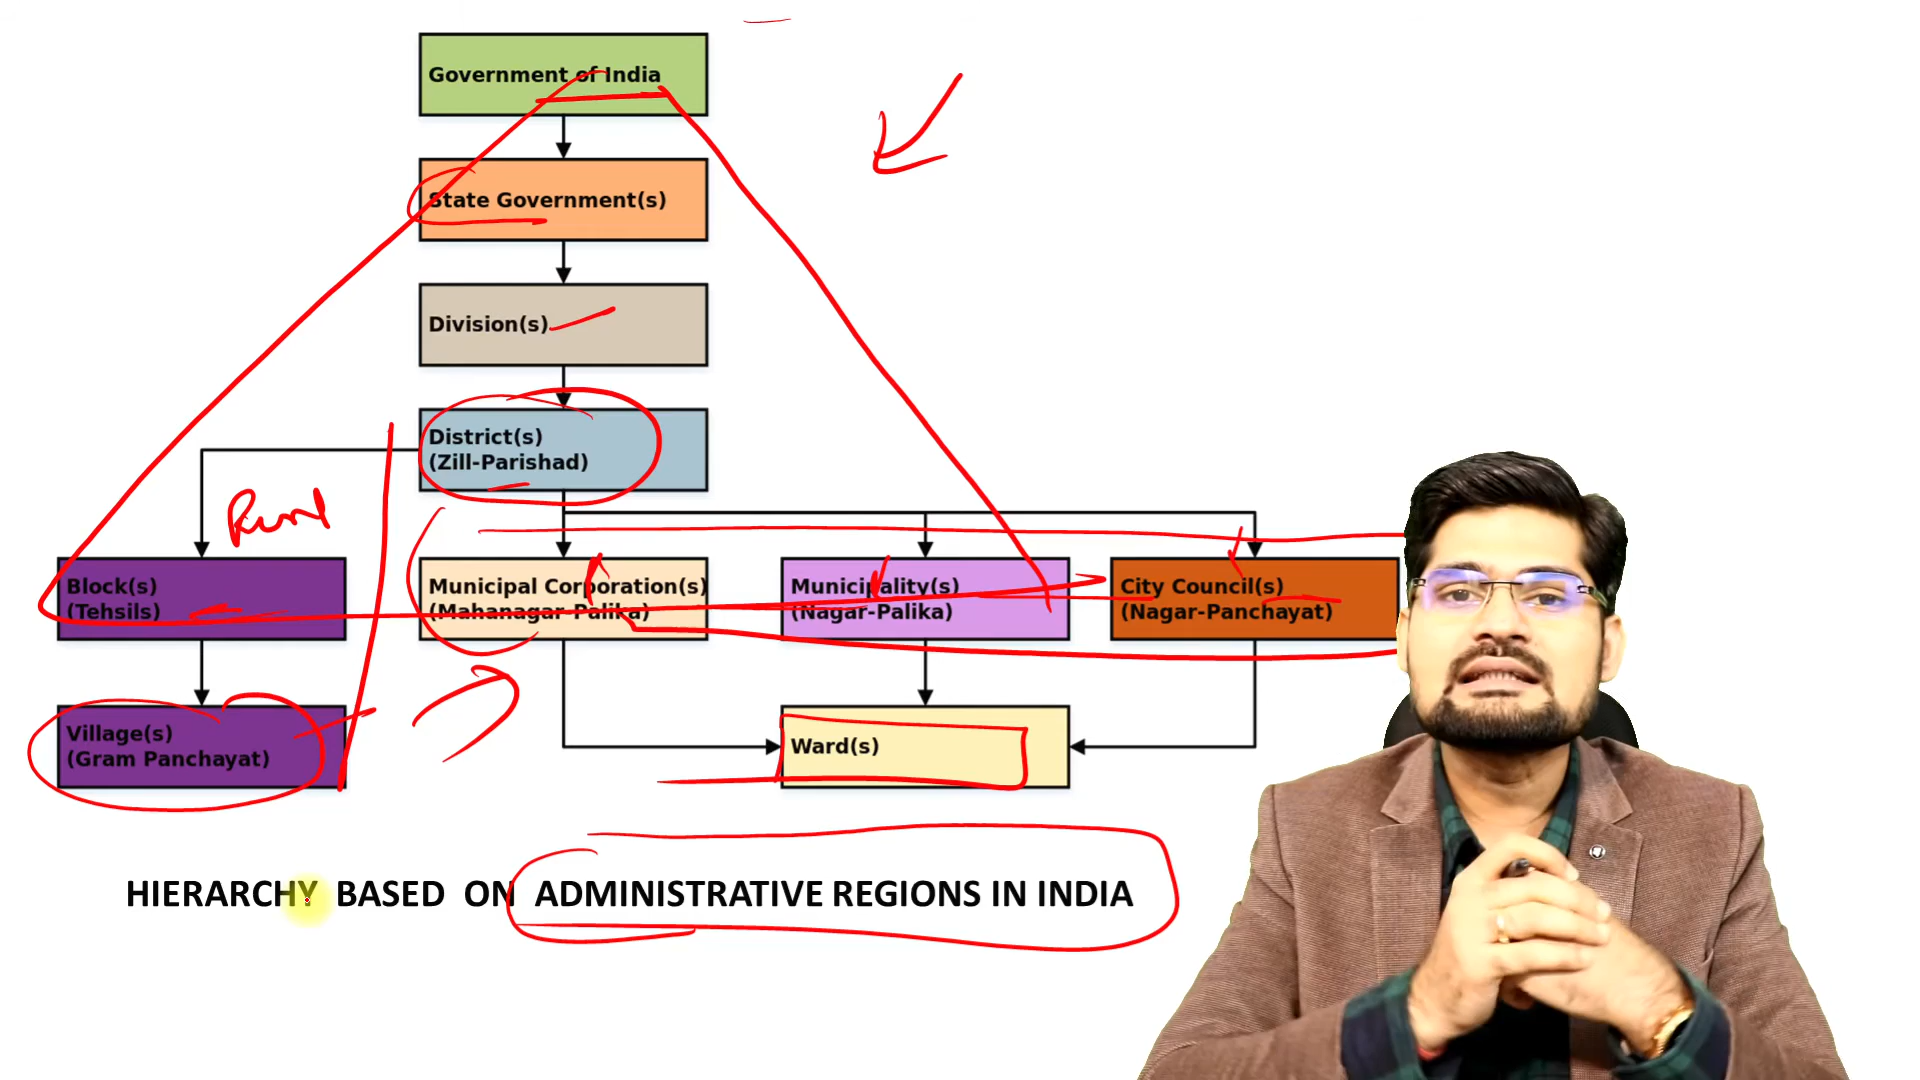 Government of India
State Government(s)
Division(s)
District(s)
(Zill-Parishad)
Rural
Block(s)
(Tehsils)
Municipal Corporation(s)
(Mahanagar-Palika)
Municipality(s)
(Nagar-Palika)
City Council(s)
(Nagar-Panchayat)
Village(s)
(Gram Panchayat)
Ward(s)
HIERARCHY BASED ON ADMINISTRATIVE REGIONS IN INDIA